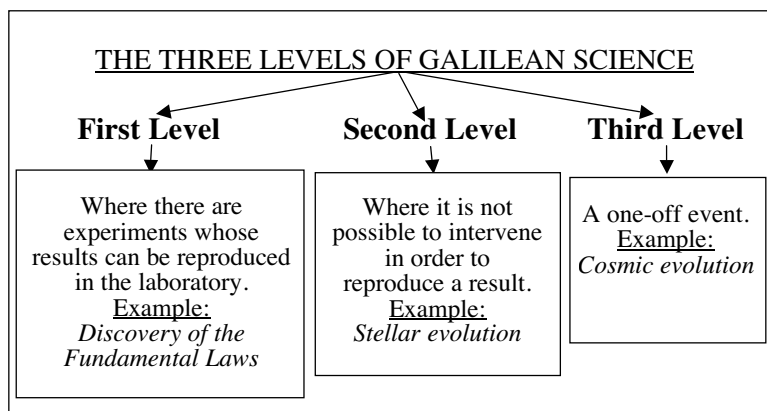 THE THREE LEVELS OF GALILEAN SCIENCE
First Level
Where there are
experiments whose
results can be reproduced
in the laboratory.
Example:
Discovery of the
Fundamental Laws
Second Level
Where it is not
possible to intervene
in order to
reproduce a result.
Example:
Stellar evolution
Third Level
A one-off event.
Example:
Cosmic evolution